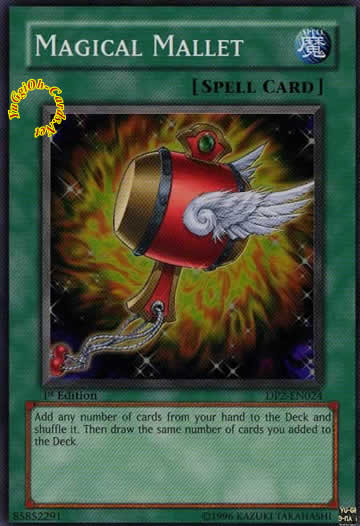 MAGICAL MALLET
魔
[SPELL CARD]
YuGiOh-Cards.Net
1st Edition
DP2-EN024
Add any number of cards from your hand to the Deck and
shuffle it. Then draw the same number of cards you added to
the Deck.
85852291
©1996 KAZUKI TAKAHASHI